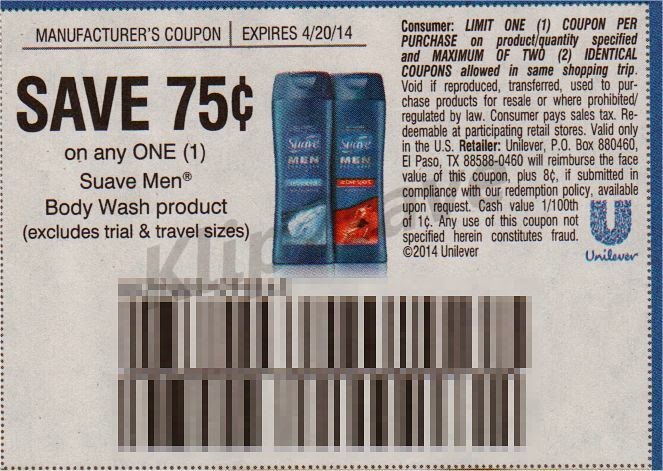 MANUFACTURER'S COUPON | EXPIRES 4/20/14
SAVE 75¢
on any ONE (1)
Suave Men®
Body Wash product
(excludes trial & travel sizes)
Suave
MEN
Suave
MEN
Consumer: LIMIT ONE (1) COUPON PER
PURCHASE on product/quantity specified
and MAXIMUM OF TWO (2) IDENTICAL
COUPONS allowed in same shopping trip.
Void if reproduced, transferred, used to pur-
chase products for resale or where prohibited/
regulated by law. Consumer pays sales tax. Re-
deemable at participating retail stores. Valid only
in the U.S. Retailer: Unilever, P.O. Box 880460,
El Paso, TX 88588-0460 will reimburse the face
value of this coupon, plus 8¢, if submitted in
compliance with our redemption policy, available
upon request. Cash value 1/100th
of 1¢. Any use of this coupon not
specified herein constitutes fraud.
©2014 Unilever
Unilever